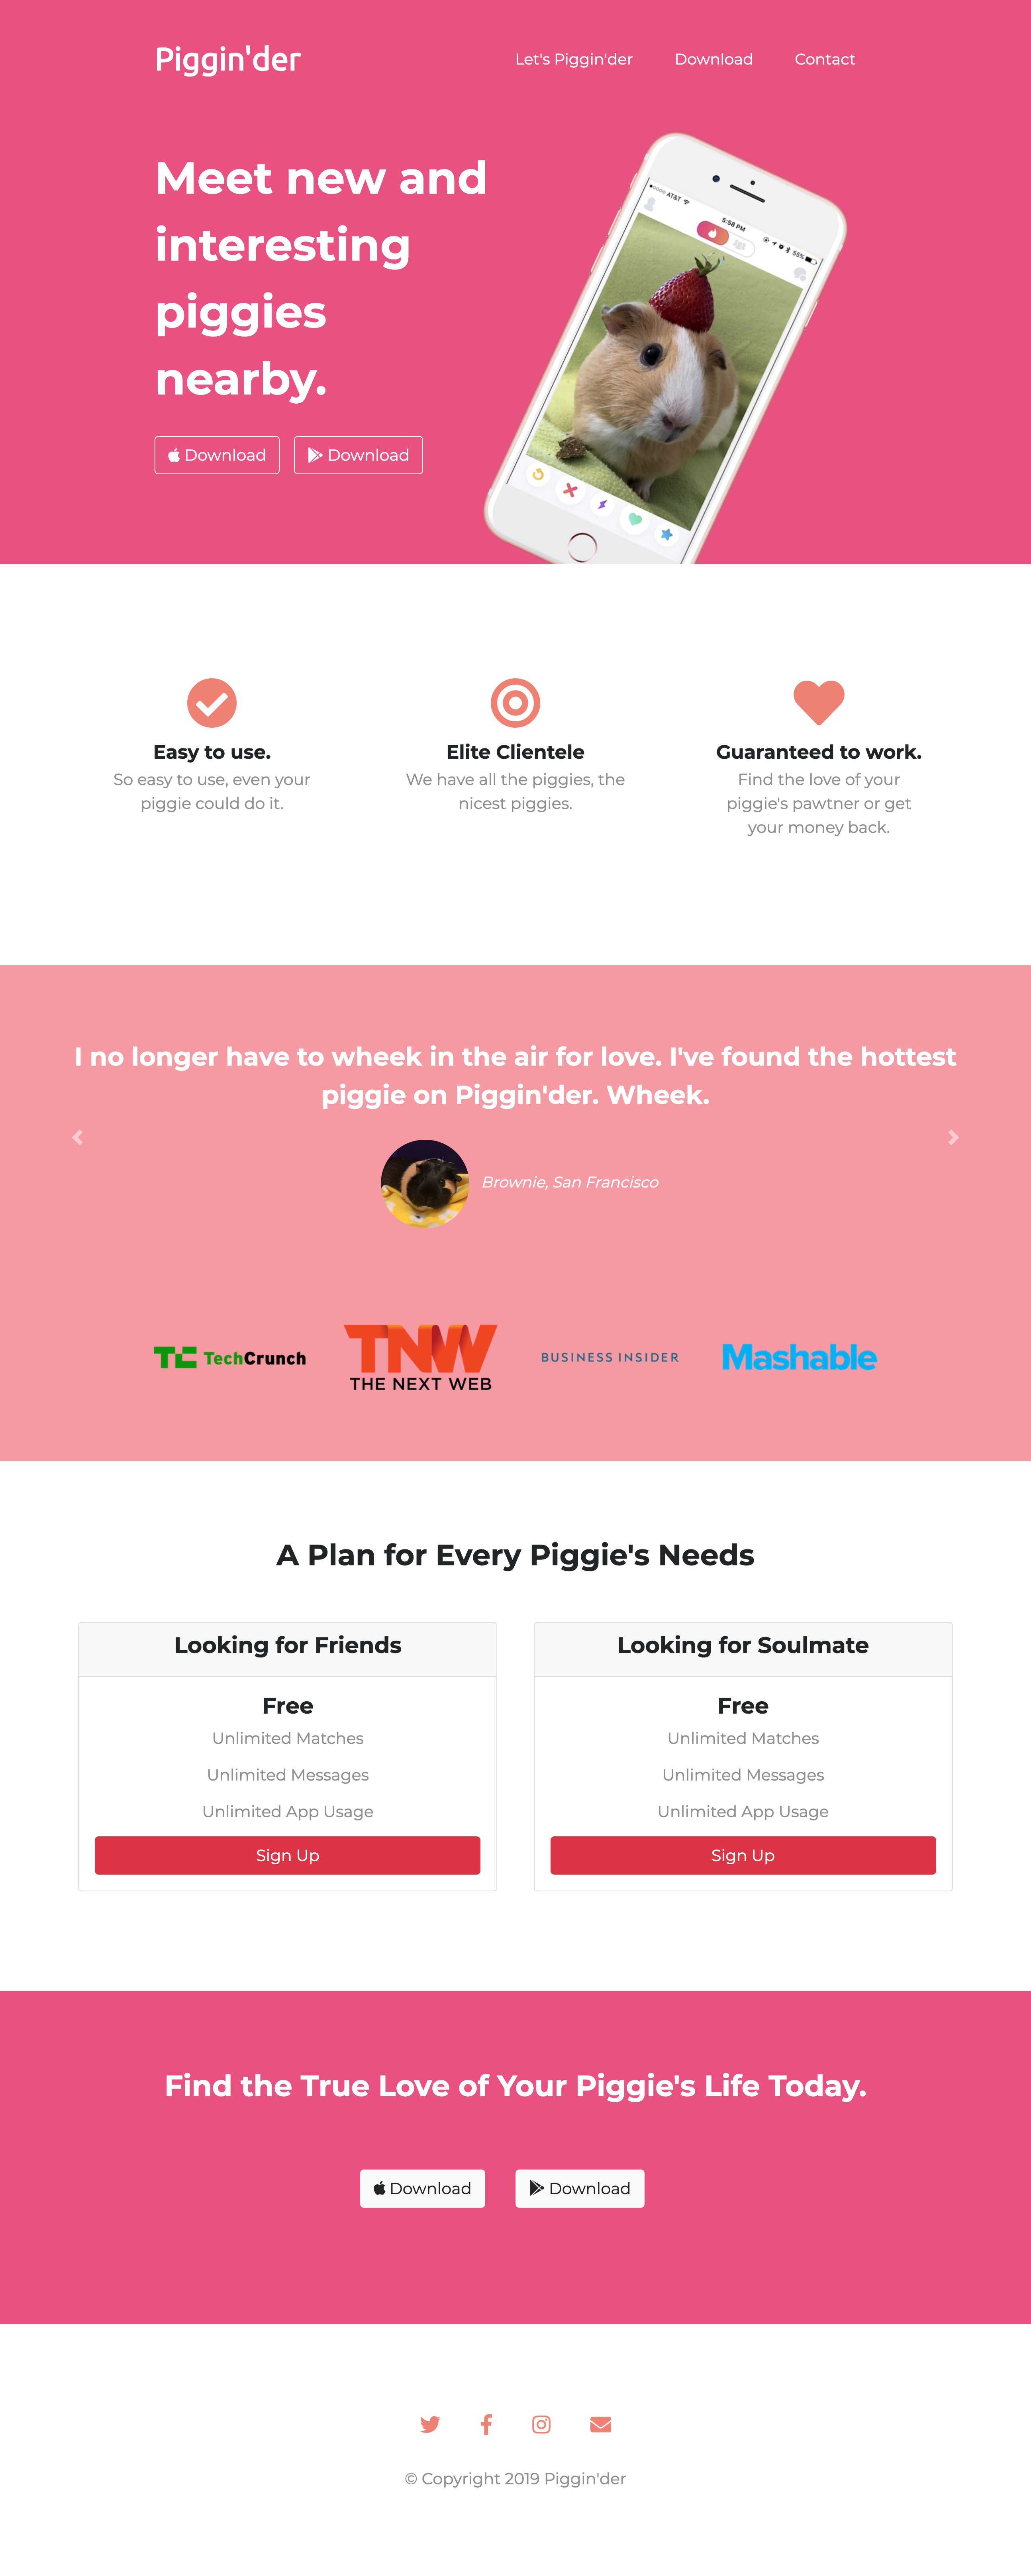 Piggin'der
Let's Piggin'der
Download
Contact
Meet new and
interesting
piggies
nearby.
Download
Download
AT&T
5:58 PM
55%
Easy to use.
So easy to use, even your
piggie could do it.
Elite Clientele
We have all the piggies, the
nicest piggies.
Guaranteed to work.
Find the love of your
piggie's pawtner or get
your money back.
I no longer have to wheek in the air for love. I've found the hottest
piggie on Piggin'der. Wheek.
Brownie, San Francisco
TC TechCrunch
TNW
THE NEXT WEB
BUSINESS INSIDER
Mashable
A Plan for Every Piggie's Needs
Looking for Friends
Free
Unlimited Matches
Unlimited Messages
Unlimited App Usage
Sign Up
Looking for Soulmate
Free
Unlimited Matches
Unlimited Messages
Unlimited App Usage
Sign Up
Find the True Love of Your Piggie's Life Today.
Download
Download
© Copyright 2019 Piggin'der